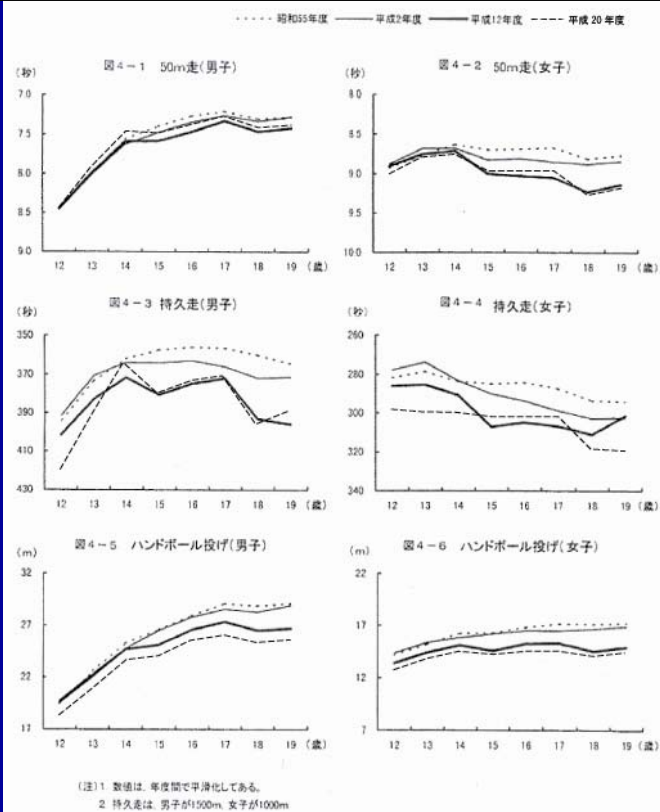 昭和55年度 平成2年度 平成12年度 平成20年度
図4-1 50m走(男子)
(秒)
7.0
7.5
8.0
8.5
9.0
12 13 14 15 16 17 18 19 (歳)
図4-2 50m走(女子)
(秒)
8.0
8.5
9.0
9.5
10.0
12 13 14 15 16 17 18 19 (歳)
図4-3 持久走(男子)
(秒)
350
370
390
410
430
12 13 14 15 16 17 18 19 (歳)
図4-4 持久走(女子)
(秒)
260
280
300
320
340
12 13 14 15 16 17 18 19 (歳)
図4-5 ハンドボール投げ(男子)
(m)
32
27
22
17
12 13 14 15 16 17 18 19 (歳)
図4-6 ハンドボール投げ(女子)
(m)
22
17
12
7
12 13 14 15 16 17 18 19 (歳)
(注)1. 数値は、年度間で平滑化してある。
2. 持久走は、男子が1500m、女子が1000m